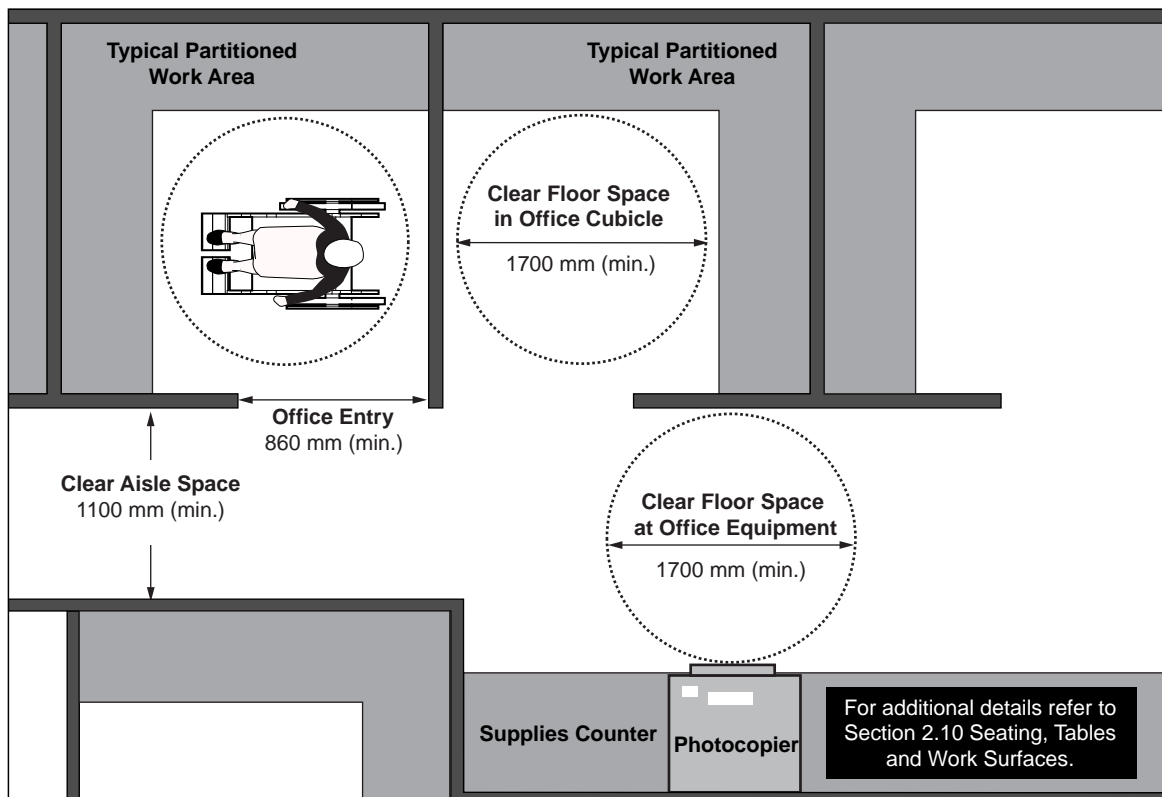 Typical Partitioned
Work Area
Typical Partitioned
Work Area
Clear Floor Space
in Office Cubicle
1700 mm (min.)
Office Entry
860 mm (min.)
Clear Aisle Space
1100 mm (min.)
Clear Floor Space
at Office Equipment
1700 mm (min.)
Supplies Counter
Photocopier
For additional details refer to
Section 2.10 Seating, Tables
and Work Surfaces.